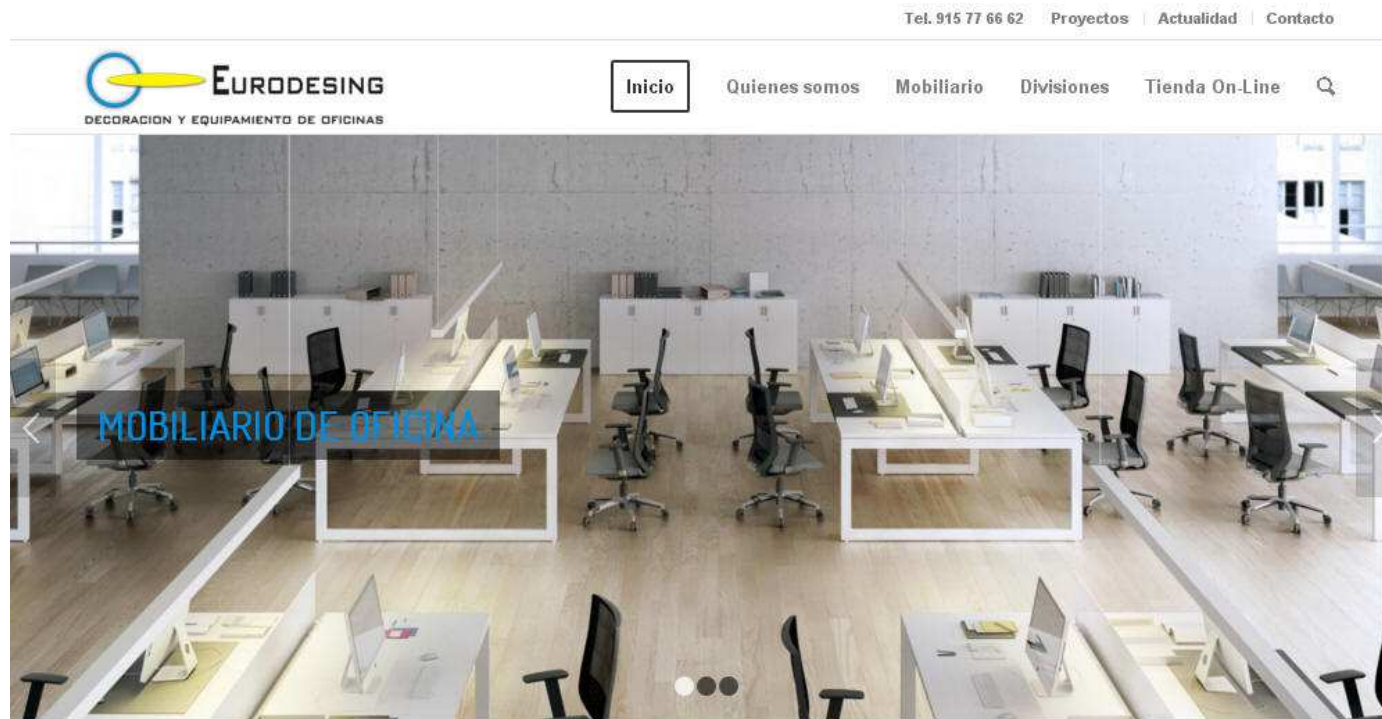 Tel. 915 77 66 62 Proyectos Actualidad Contacto
EURODESING
DECORACION Y EQUIPAMIENTO DE OFICINAS
Inicio Quienes somos Mobiliario Divisiones Tienda On-Line
MOBILIARIO DE OFICINA